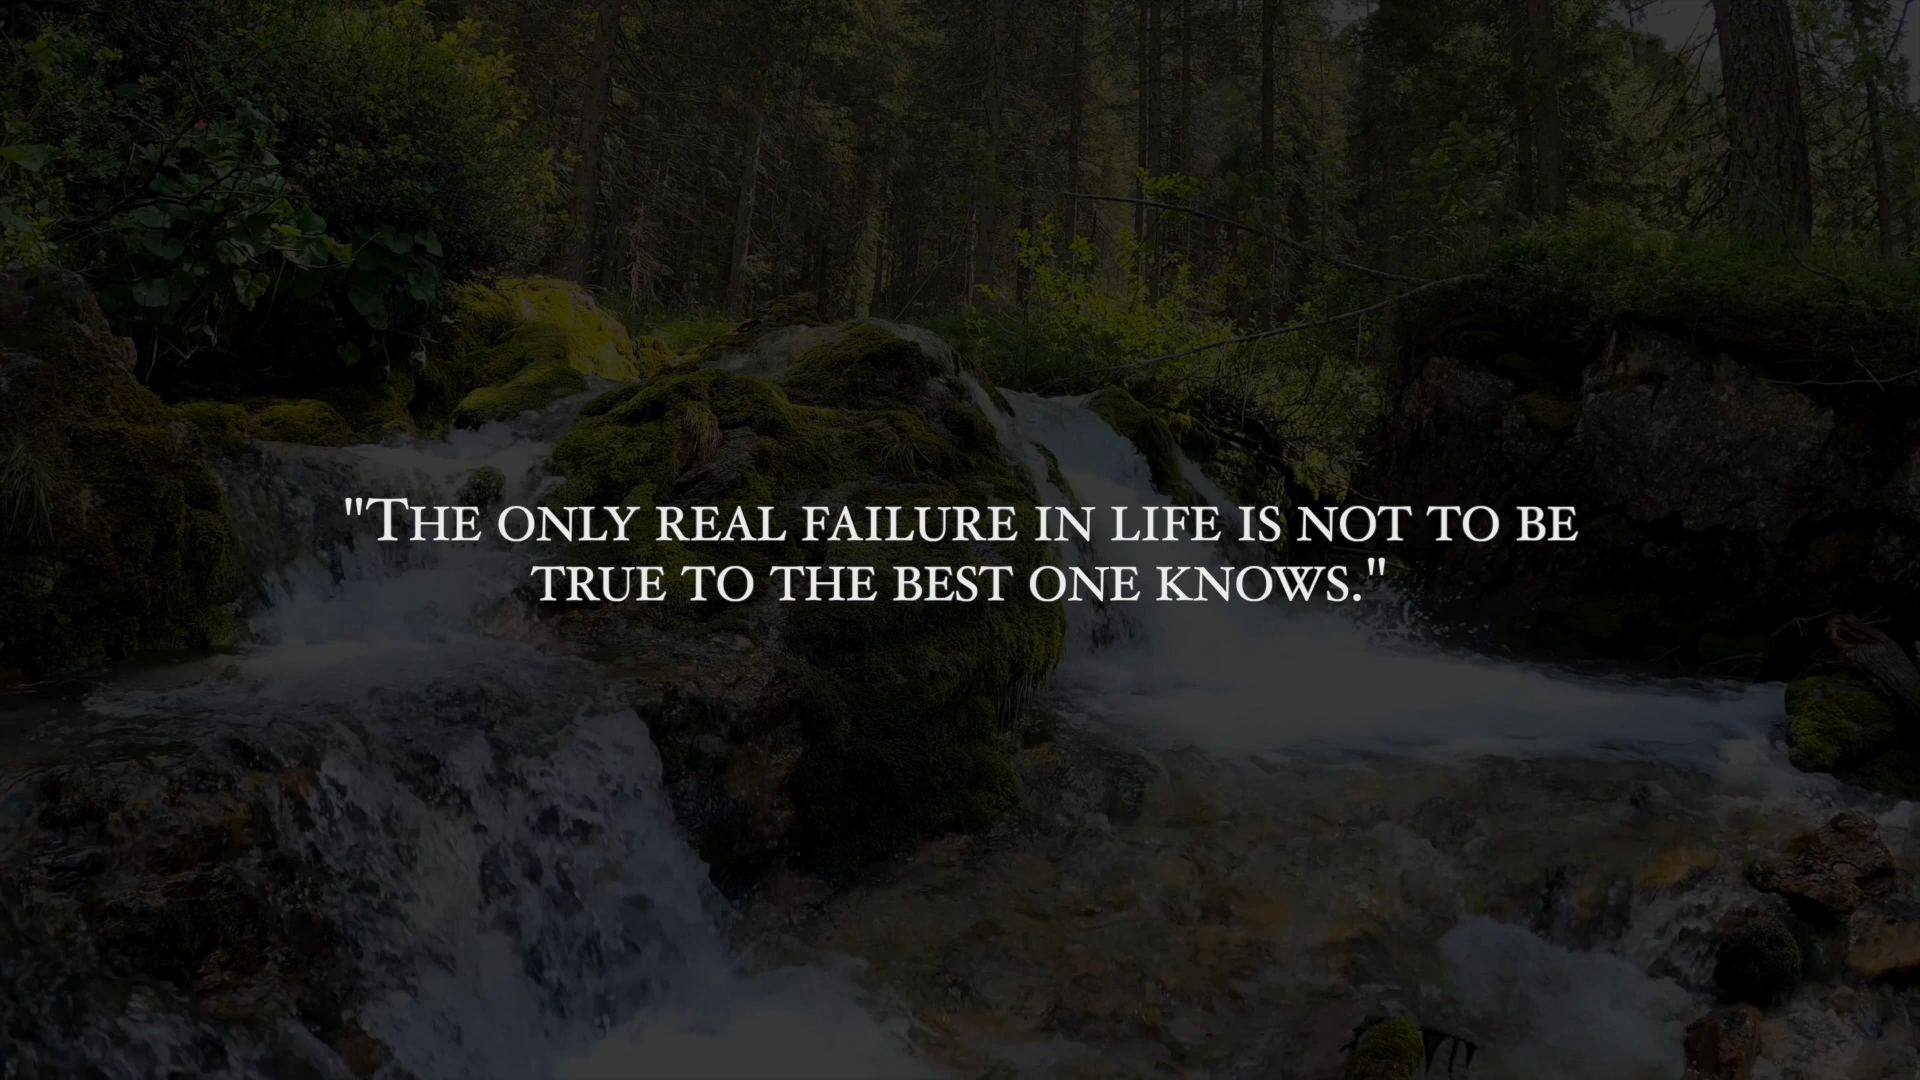 "The only real failure in life is not to be
true to the best one knows."